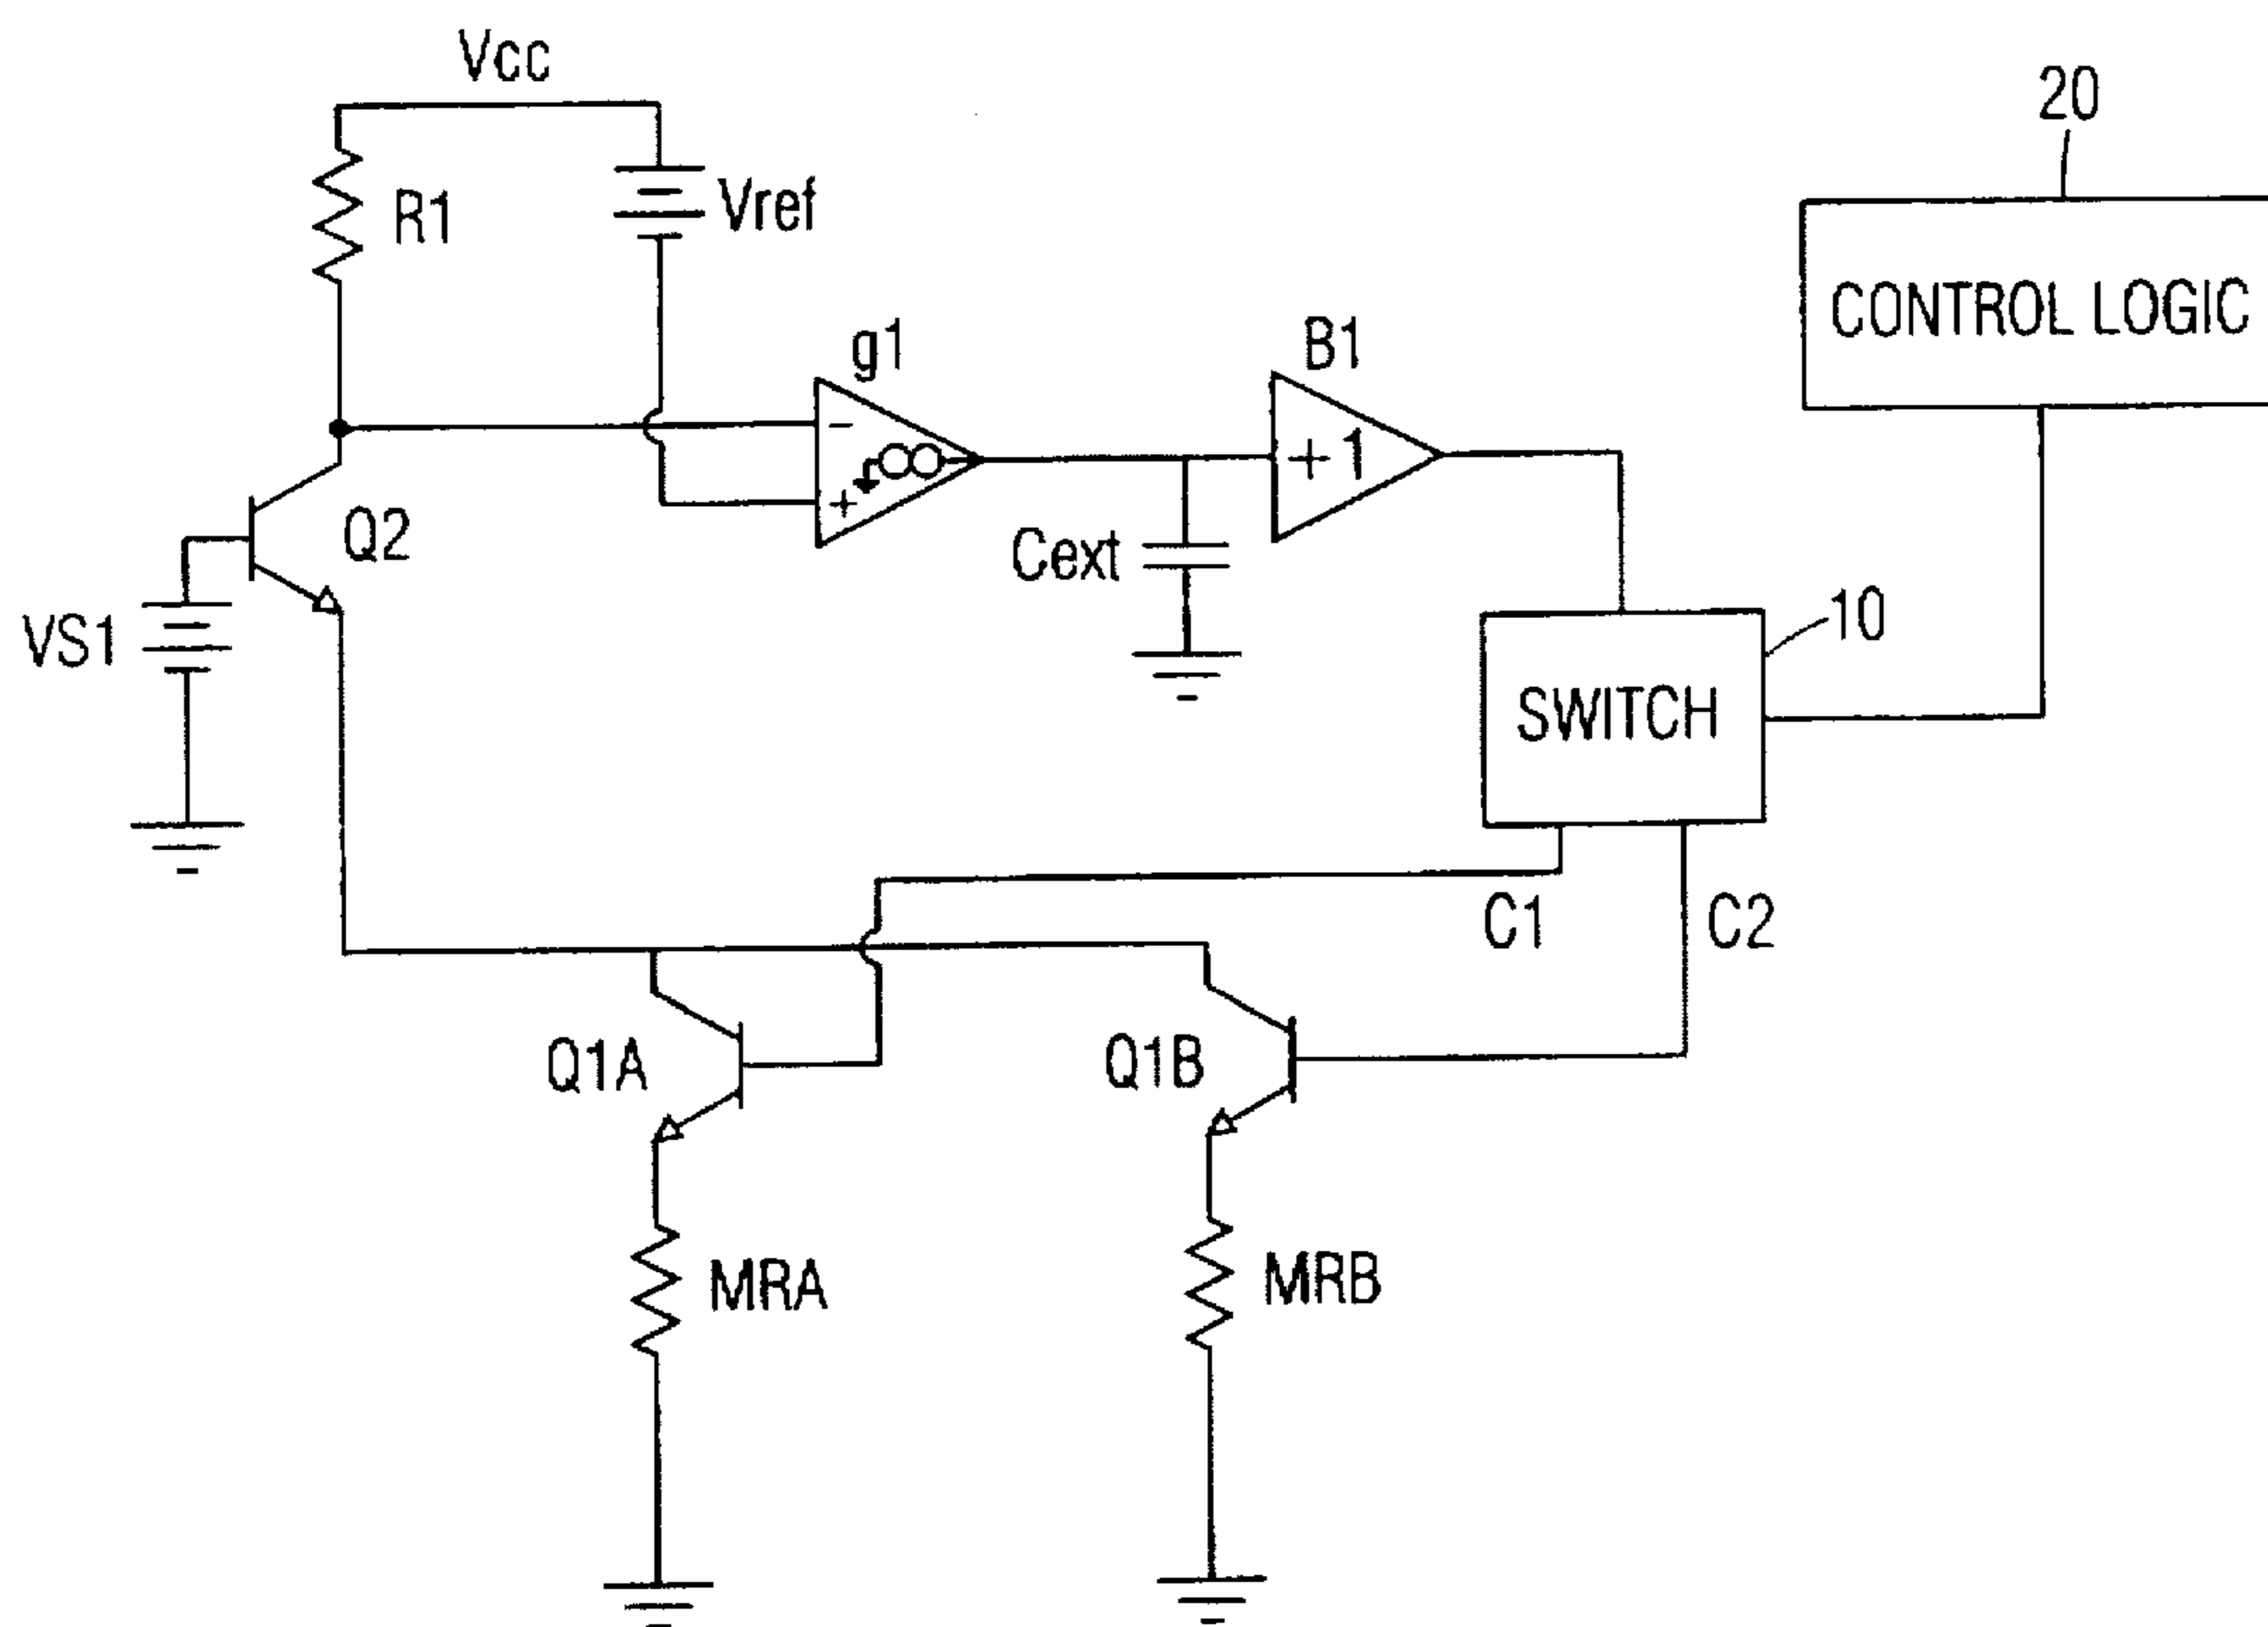 Vcc
20
R1
Vref
CONTROL LOGIC
g1
B1
-
+
+ 1
Q2
Cext
VS1
10
SWITCH
C1
C2
Q1A
Q1B
MRA
MRB